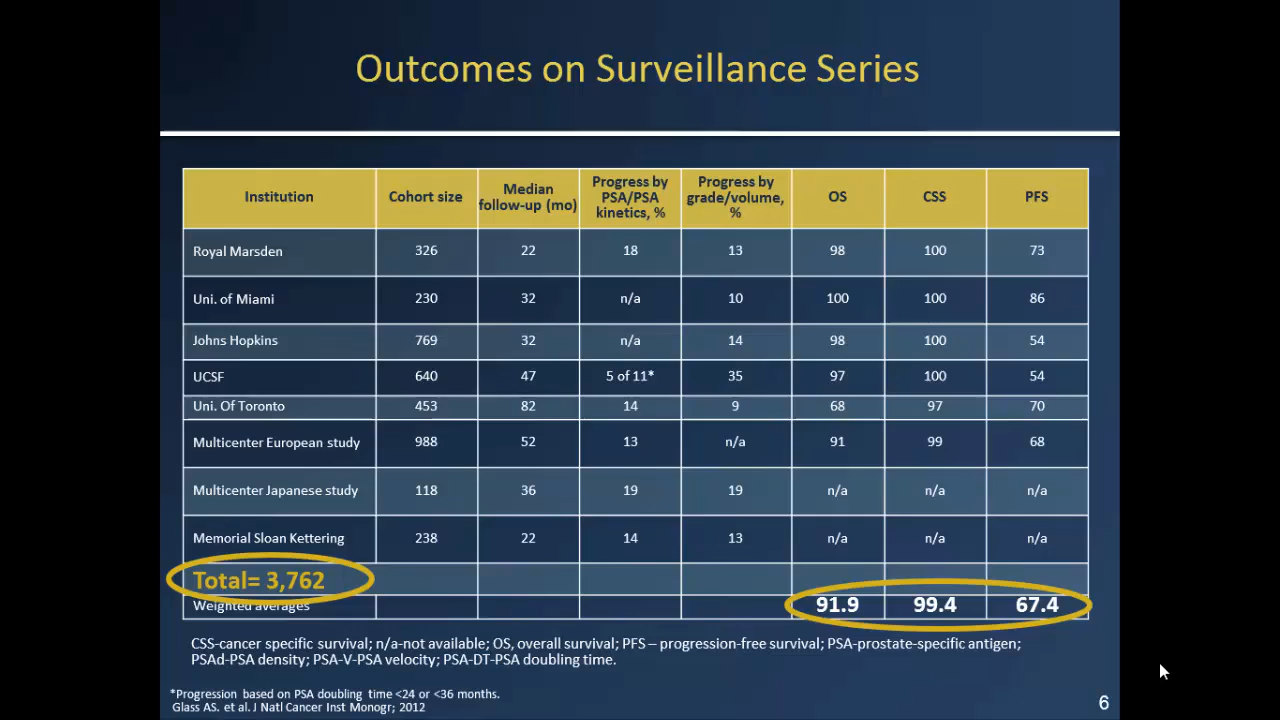 Outcomes on Surveillance Series
Institution Cohort size Median follow-up (mo) Progress by PSA/PSA kinetics, % Progress by grade/volume, % OS CSS PFS
Royal Marsden 326 22 18 13 98 100 73
Uni. of Miami 230 32 n/a 10 100 100 86
Johns Hopkins 769 32 n/a 14 98 100 54
UCSF 640 47 5 of 11* 35 97 100 54
Uni. Of Toronto 453 82 14 9 68 97 70
Multicenter European study 988 52 13 n/a 91 99 68
Multicenter Japanese study 118 36 19 19 n/a n/a n/a
Memorial Sloan Kettering 238 22 14 13 n/a n/a n/a
Total= 3,762
Weighted averages 91.9 99.4 67.4
CSS-cancer specific survival; n/a-not available; OS, overall survival; PFS – progression-free survival; PSA-prostate-specific antigen;
PSAd-PSA density; PSA-V-PSA velocity; PSA-DT-PSA doubling time.
*Progression based on PSA doubling time <24 or <36 months.
Glass AS. et al. J Natl Cancer Inst Monogr; 2012
6